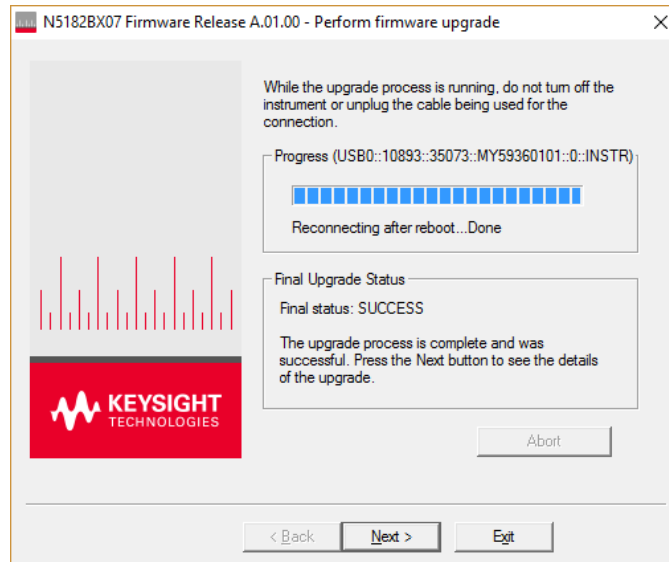 N5182BX07 Firmware Release A.01.00 - Perform firmware upgrade
While the upgrade process is running, do not turn off the
instrument or unplug the cable being used for the
connection.
Progress (USB0::10893::35073::MY59360101::0::INSTR)
Reconnecting after reboot...Done
Final Upgrade Status
Final status: SUCCESS
The upgrade process is complete and was
successful. Press the Next button to see the details
of the upgrade.
KEYSIGHT
TECHNOLOGIES
Abort
< Back
Next >
Exit